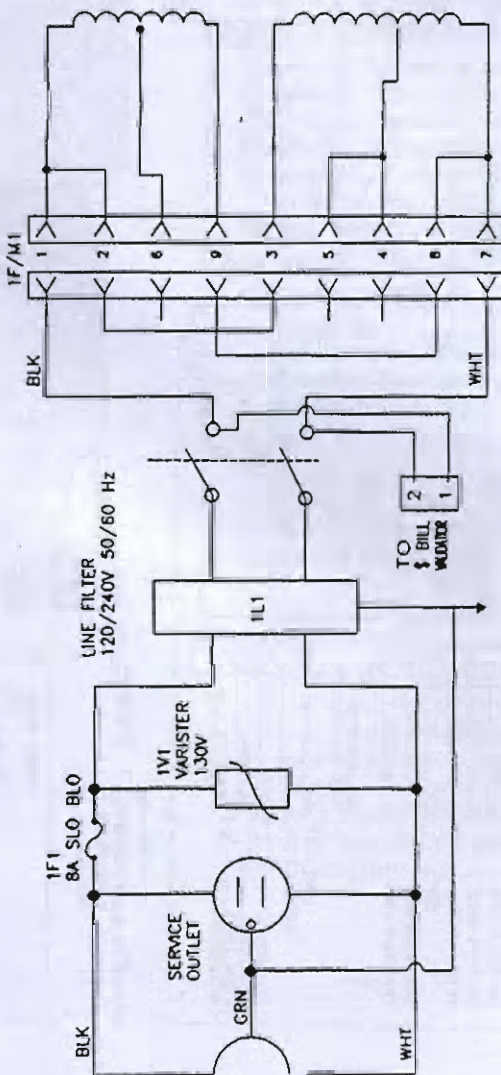 BLK
1F1
8A SLO BLO
LINE FILTER
120/240V 50/60 Hz
1F/M1
BLK
SERVICE
OUTLET
1V1
VARISTER
130V
1L1
GRN
WHT
TO
$ BILL
VALIDATOR
2
1
WHT
1
2
6
9
3
5
4
8
7